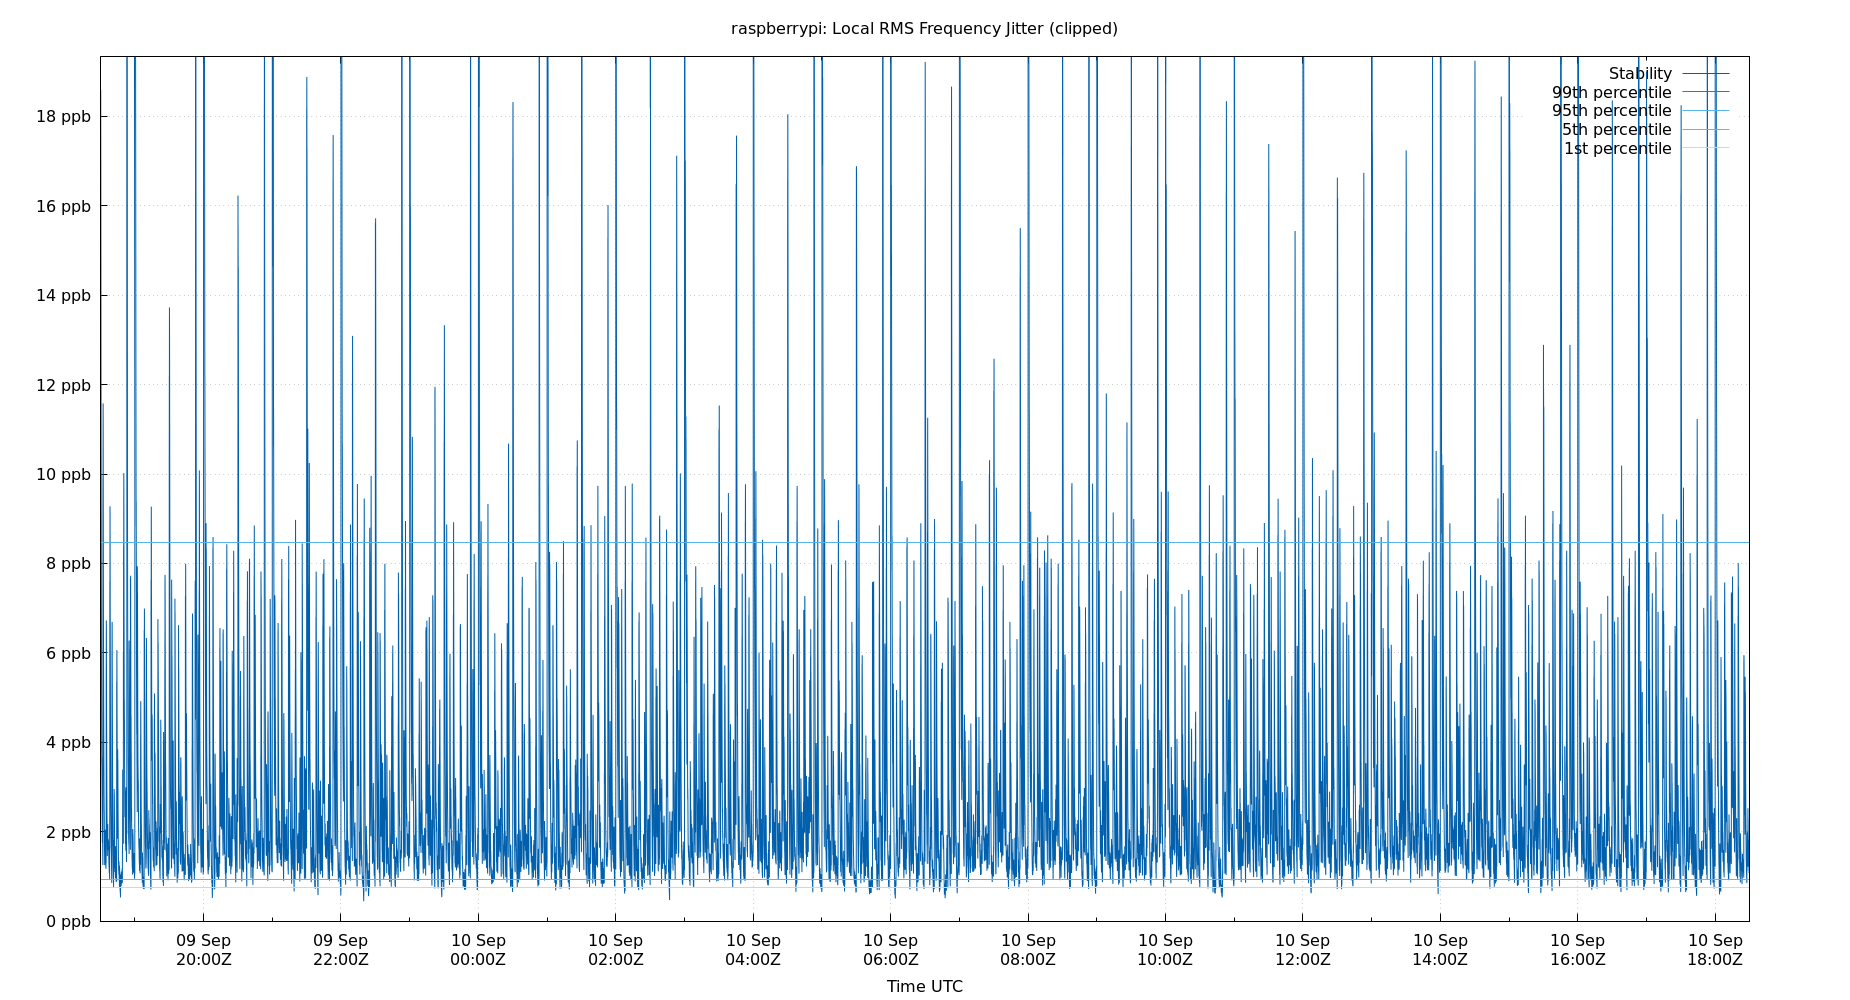 raspberrypi: Local RMS Frequency Jitter (clipped)
Stability
99th percentile
95th percentile
5th percentile
1st percentile
18 ppb
16 ppb
14 ppb
12 ppb
10 ppb
8 ppb
6 ppb
4 ppb
2 ppb
0 ppb
09 Sep 09 Sep 10 Sep 10 Sep 10 Sep 10 Sep 10 Sep 10 Sep 10 Sep 10 Sep 10 Sep 10 Sep
20:00Z 22:00Z 00:00Z 02:00Z 04:00Z 06:00Z 08:00Z 10:00Z 12:00Z 14:00Z 16:00Z 18:00Z
Time UTC